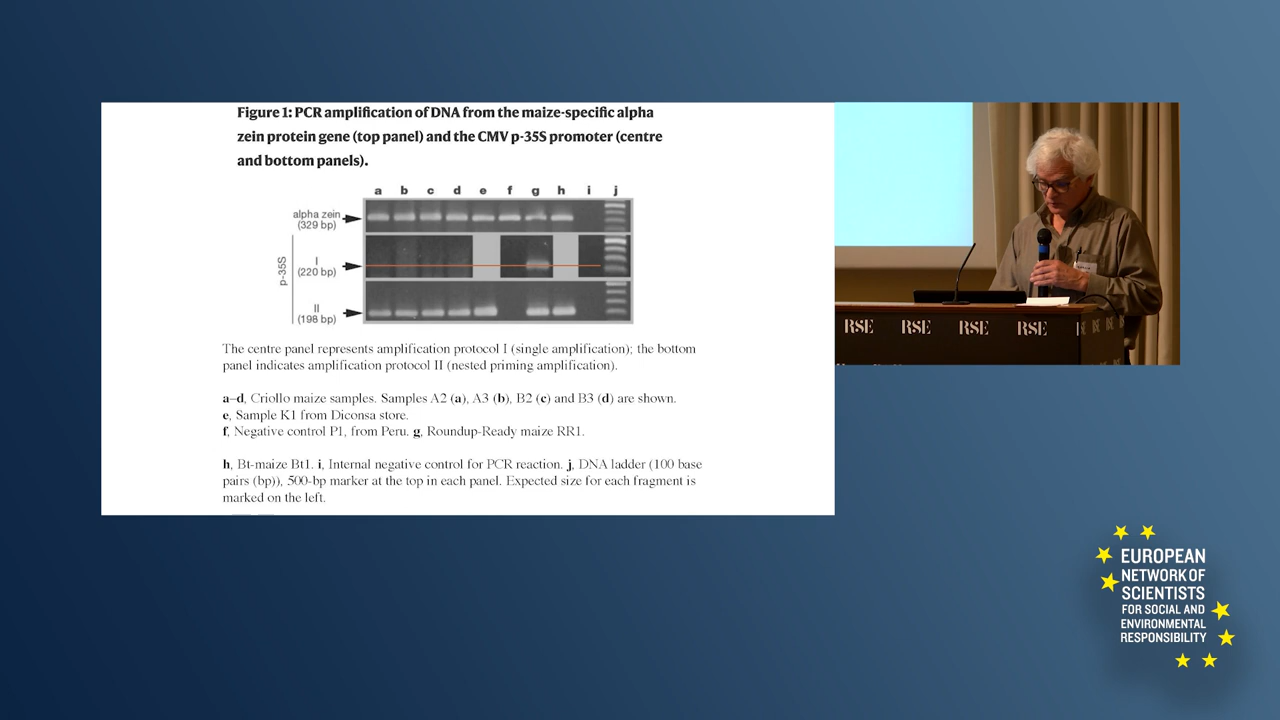 Figure 1: PCR amplification of DNA from the maize-specific alpha
zein protein gene (top panel) and the CMV p-35S promoter (centre
and bottom panels).
a b c d e f g h i j
alpha zein
(329 bp)
p-35S
I
(220 bp)
II
(198 bp)
The centre panel represents amplification protocol I (single amplification); the bottom
panel indicates amplification protocol II (nested priming amplification).
a–d, Criollo maize samples. Samples A2 (a), A3 (b), B2 (c) and B3 (d) are shown.
e, Sample K1 from Diconsa store.
f, Negative control P1, from Peru. g, Roundup-Ready maize RR1.
h, Bt-maize Bt1. i, Internal negative control for PCR reaction. j, DNA ladder (100 base
pairs (bp)), 500-bp marker at the top in each panel. Expected size for each fragment is
marked on the left.
RSE RSE RSE RSE
EUROPEAN
NETWORK OF
SCIENTISTS
FOR SOCIAL AND
ENVIRONMENTAL
RESPONSIBILITY